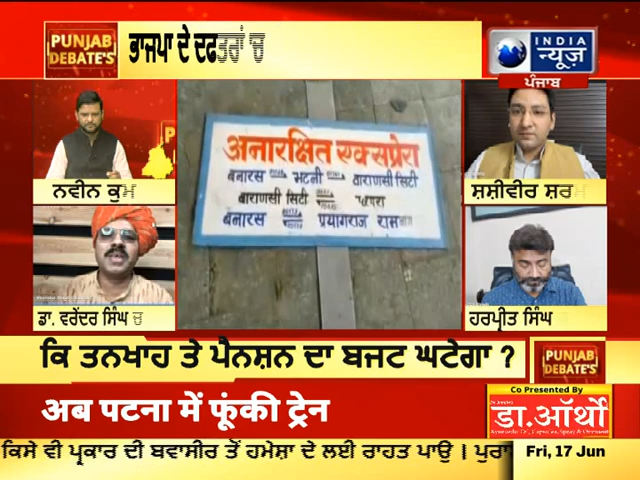 PUNJAB
DEBATE'S
ਭਾਜਪਾ ਦੇ ਦਫਤਰਾਂ 'ਚ
INDIA
न्यूज़
ਪੰਜਾਬ
अनारक्षित एक्सप्रेस
बनारस भटनी वाराणसी सिटी
वाराणसी सिटी
बनारस प्रयागराज राम
ਨਵੀਨ ਕੁਮ
ਸ਼ਸ਼ੀਵੀਰ ਸ਼ਰਮ
ਡਾ. ਵਰੇਂਦਰ ਸਿੰਘ ਚ
ਹਰਪ੍ਰੀਤ ਸਿੰਘ
ਕਿ ਤਨਖਾਹ ਤੇ ਪੈਨਸ਼ਨ ਦਾ ਬਜਟ ਘਟੇਗਾ ?
PUNJAB
DEBATE'S
अब पटना में फूंकी ट्रेन
Co Presented By
डा.ऑर्थो
ਕਿਸੇ ਵੀ ਪ੍ਰਕਾਰ ਦੀ ਬਵਾਸੀਰ ਤੋਂ ਹਮੇਸ਼ਾ ਦੇ ਲਈ ਰਾਹਤ ਪਾਓ | ਪੁਰਾ
Fri, 17 Jun